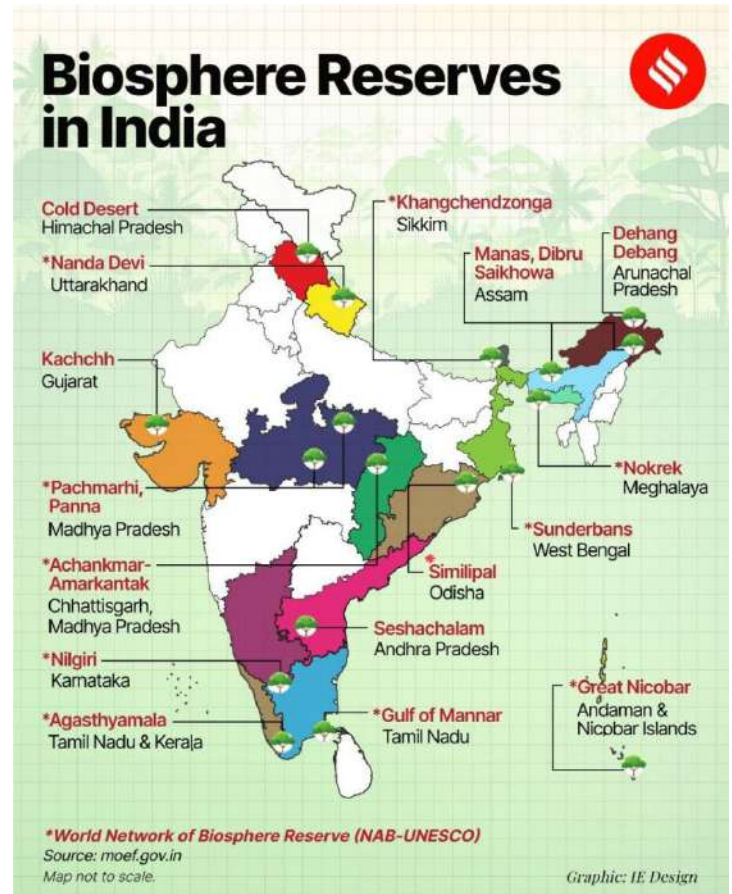 Biosphere Reserves
in India
Cold Desert
Himachal Pradesh
*Nanda Devi
Uttarakhand
*Khangchendzonga
Sikkim
Manas, Dibru
Saikhowa
Assam
Dehang
Debang
Arunachal
Pradesh
Kachchh
Gujarat
*Pachmarhi,
Panna
Madhya Pradesh
*Nokrek
Meghalaya
*Sunderbans
West Bengal
*Achankmar-
Amarkantak
Chhattisgarh,
Madhya Pradesh
*Similipal
Odisha
Seshachalam
Andhra Pradesh
*Nilgiri
Karnataka
*Agasthyamala
Tamil Nadu & Kerala
*Gulf of Mannar
Tamil Nadu
*Great Nicobar
Andaman &
Nicobar Islands
*World Network of Biosphere Reserve (NAB-UNESCO)
Source: moef.gov.in
Map not to scale.
Graphic: IE Design